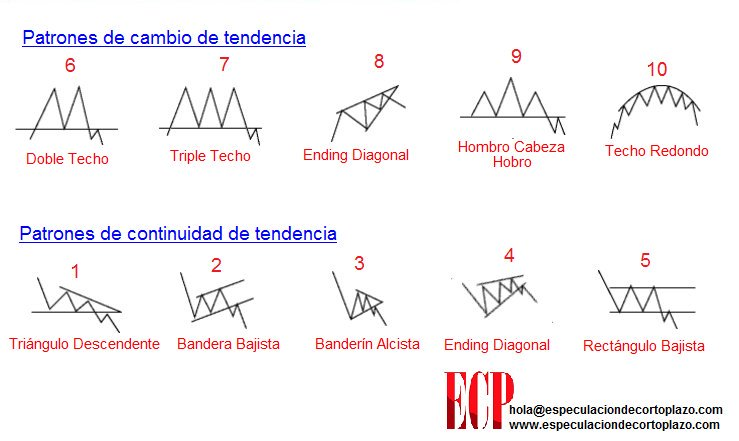 Patrones de cambio de tendencia
6
7
8
9
10
Doble Techo
Triple Techo
Ending Diagonal
Hombro Cabeza
Hobro
Techo Redondo
Patrones de continuidad de tendencia
1
2
3
4
5
Triángulo Descendente
Bandera Bajista
Banderín Alcista
Ending Diagonal
Rectángulo Bajista
ECP
hola@especulaciondecortoplazo.com
www.especulaciondecortoplazo.com